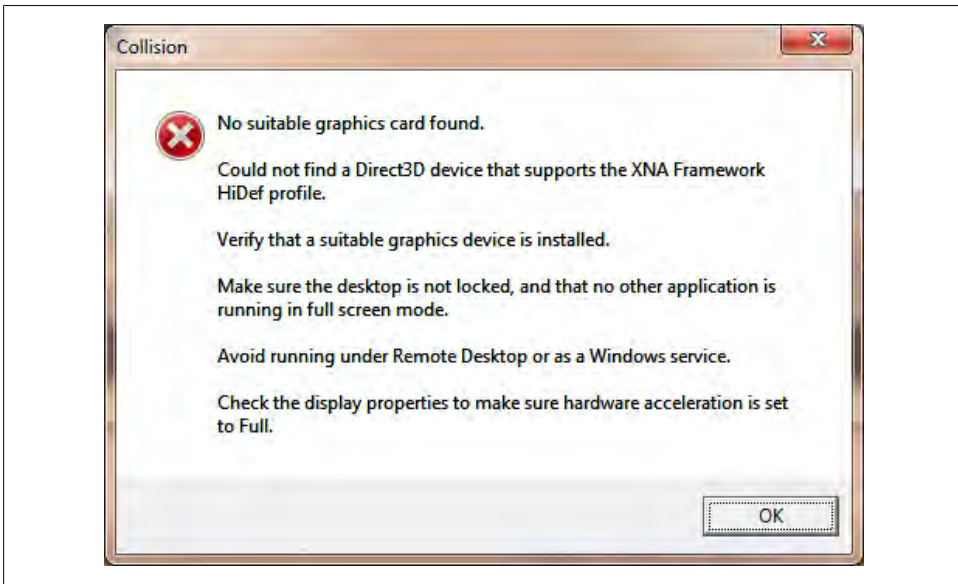 Collision
No suitable graphics card found.
Could not find a Direct3D device that supports the XNA Framework
HiDef profile.
Verify that a suitable graphics device is installed.
Make sure the desktop is not locked, and that no other application is
running in full screen mode.
Avoid running under Remote Desktop or as a Windows service.
Check the display properties to make sure hardware acceleration is set
to Full.
OK